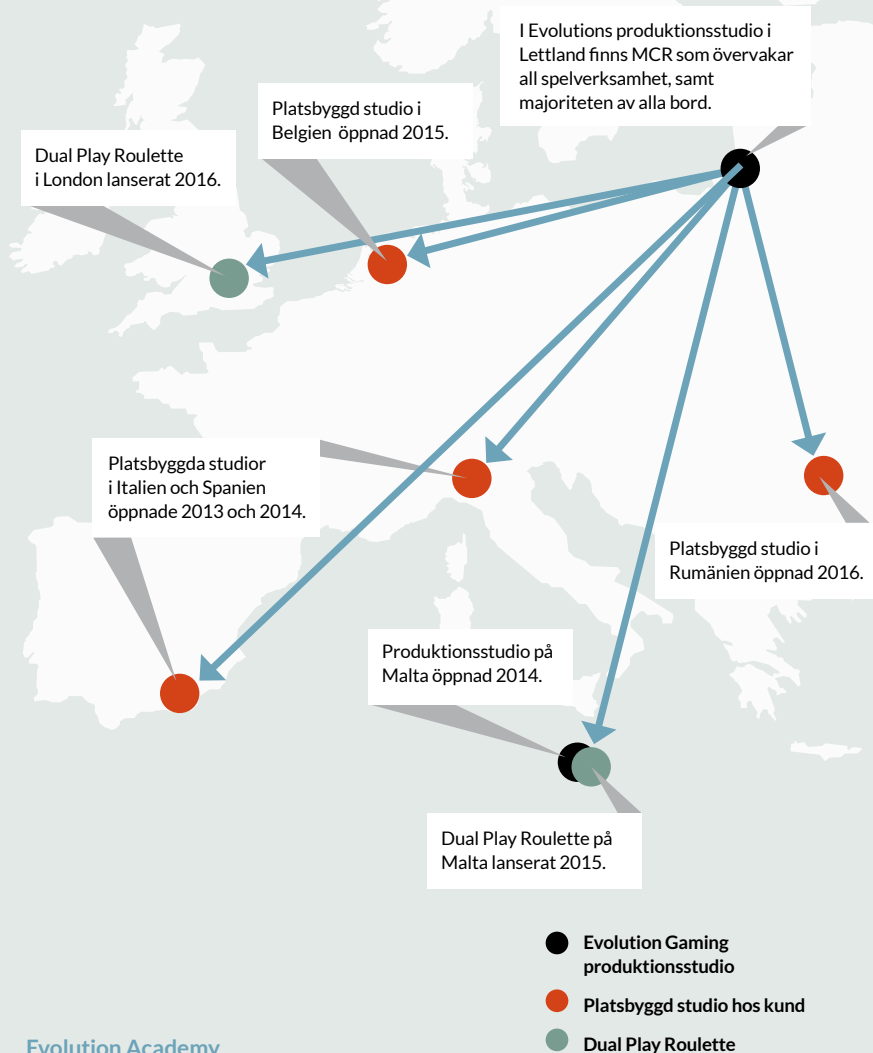 I Evolutions produktionsstudio i
Lettland finns MCR som övervakar
all spelverksamhet, samt
majoriteten av alla bord.
Platsbyggd studio i
Belgien öppnad 2015.
Dual Play Roulette
i London lanserat 2016.
Platsbyggda studior
i Italien och Spanien
öppnade 2013 och 2014.
Platsbyggd studio i
Rumänien öppnad 2016.
Produktionsstudio på
Malta öppnad 2014.
Dual Play Roulette på
Malta lanserat 2015.
Evolution Gaming
produktionsstudio
Platsbyggd studio hos kund
Dual Play Roulette
Evolution Academy